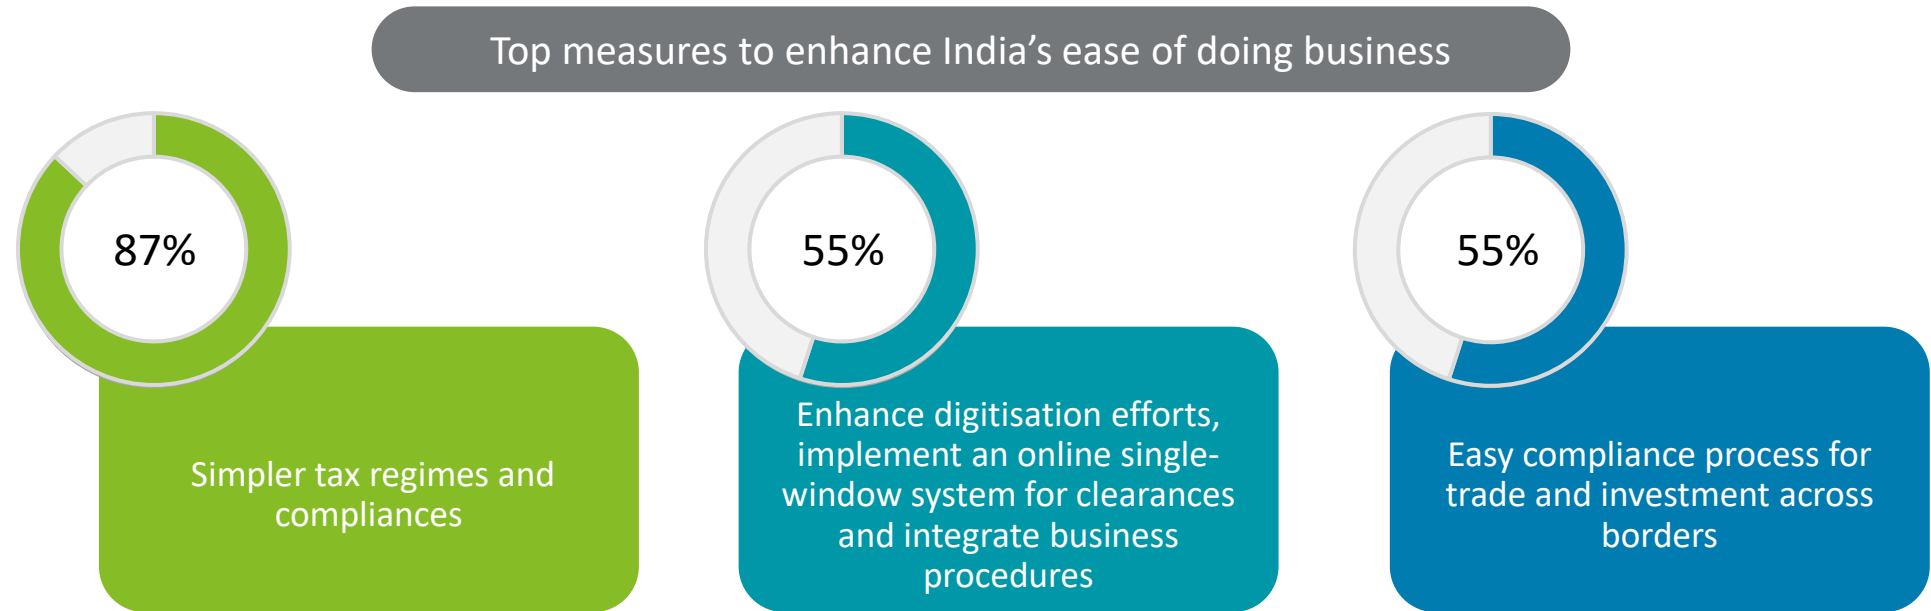 Top measures to enhance India’s ease of doing business
87%
55%
55%
Simpler tax regimes and
compliances
Enhance digitisation efforts,
implement an online single-
window system for clearances
and integrate business
procedures
Easy compliance process for
trade and investment across
borders